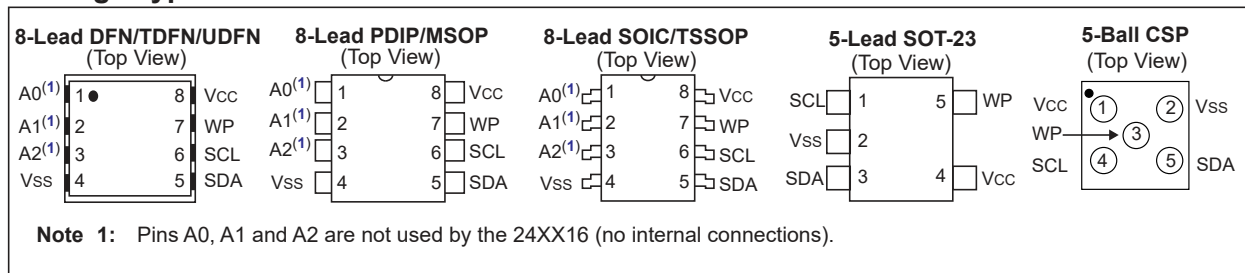 8-Lead DFN/TDFN/UDFN
(Top View)
A0(1) 1 8 VCC
A1(1) 2 7 WP
A2(1) 3 6 SCL
VSS 4 5 SDA
8-Lead PDIP/MSOP
(Top View)
A0(1) 1 8 VCC
A1(1) 2 7 WP
A2(1) 3 6 SCL
VSS 4 5 SDA
8-Lead SOIC/TSSOP
(Top View)
A0(1) 1 8 VCC
A1(1) 2 7 WP
A2(1) 3 6 SCL
VSS 4 5 SDA
5-Lead SOT-23
(Top View)
SCL 1 5 WP
VSS 2
SDA 3 4 VCC
5-Ball CSP
(Top View)
VCC 1 2 VSS
WP 3
SCL 4 5 SDA
Note 1: Pins A0, A1 and A2 are not used by the 24XX16 (no internal connections).